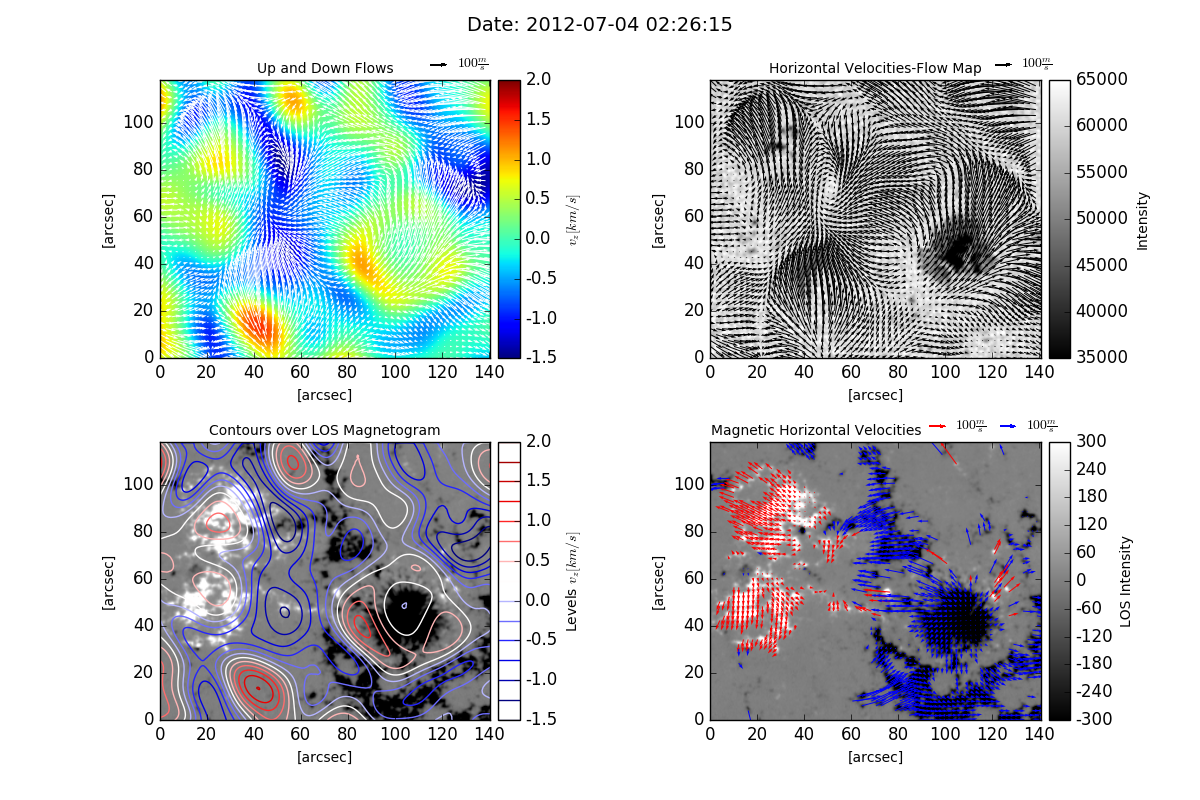 Date: 2012-07-04 02:26:15
Up and Down Flows
100 m/s
[arcsec]
100
80
60
40
20
0
0 20 40 60 80 100 120 140
[arcsec]
2.0
1.5
1.0
0.5
0.0
-0.5
-1.0
-1.5
v_z[km/s]
Horizontal Velocities-Flow Map
100 m/s
[arcsec]
100
80
60
40
20
0
0 20 40 60 80 100 120 140
[arcsec]
65000
60000
55000
50000
45000
40000
35000
Intensity
Contours over LOS Magnetogram
[arcsec]
100
80
60
40
20
0
0 20 40 60 80 100 120 140
[arcsec]
2.0
1.5
1.0
0.5
0.0
-0.5
-1.0
-1.5
Levels v_z[km/s]
Magnetic Horizontal Velocities
100 m/s
100 m/s
[arcsec]
100
80
60
40
20
0
0 20 40 60 80 100 120 140
[arcsec]
300
240
180
120
60
0
-60
-120
-180
-240
-300
LOS Intensity